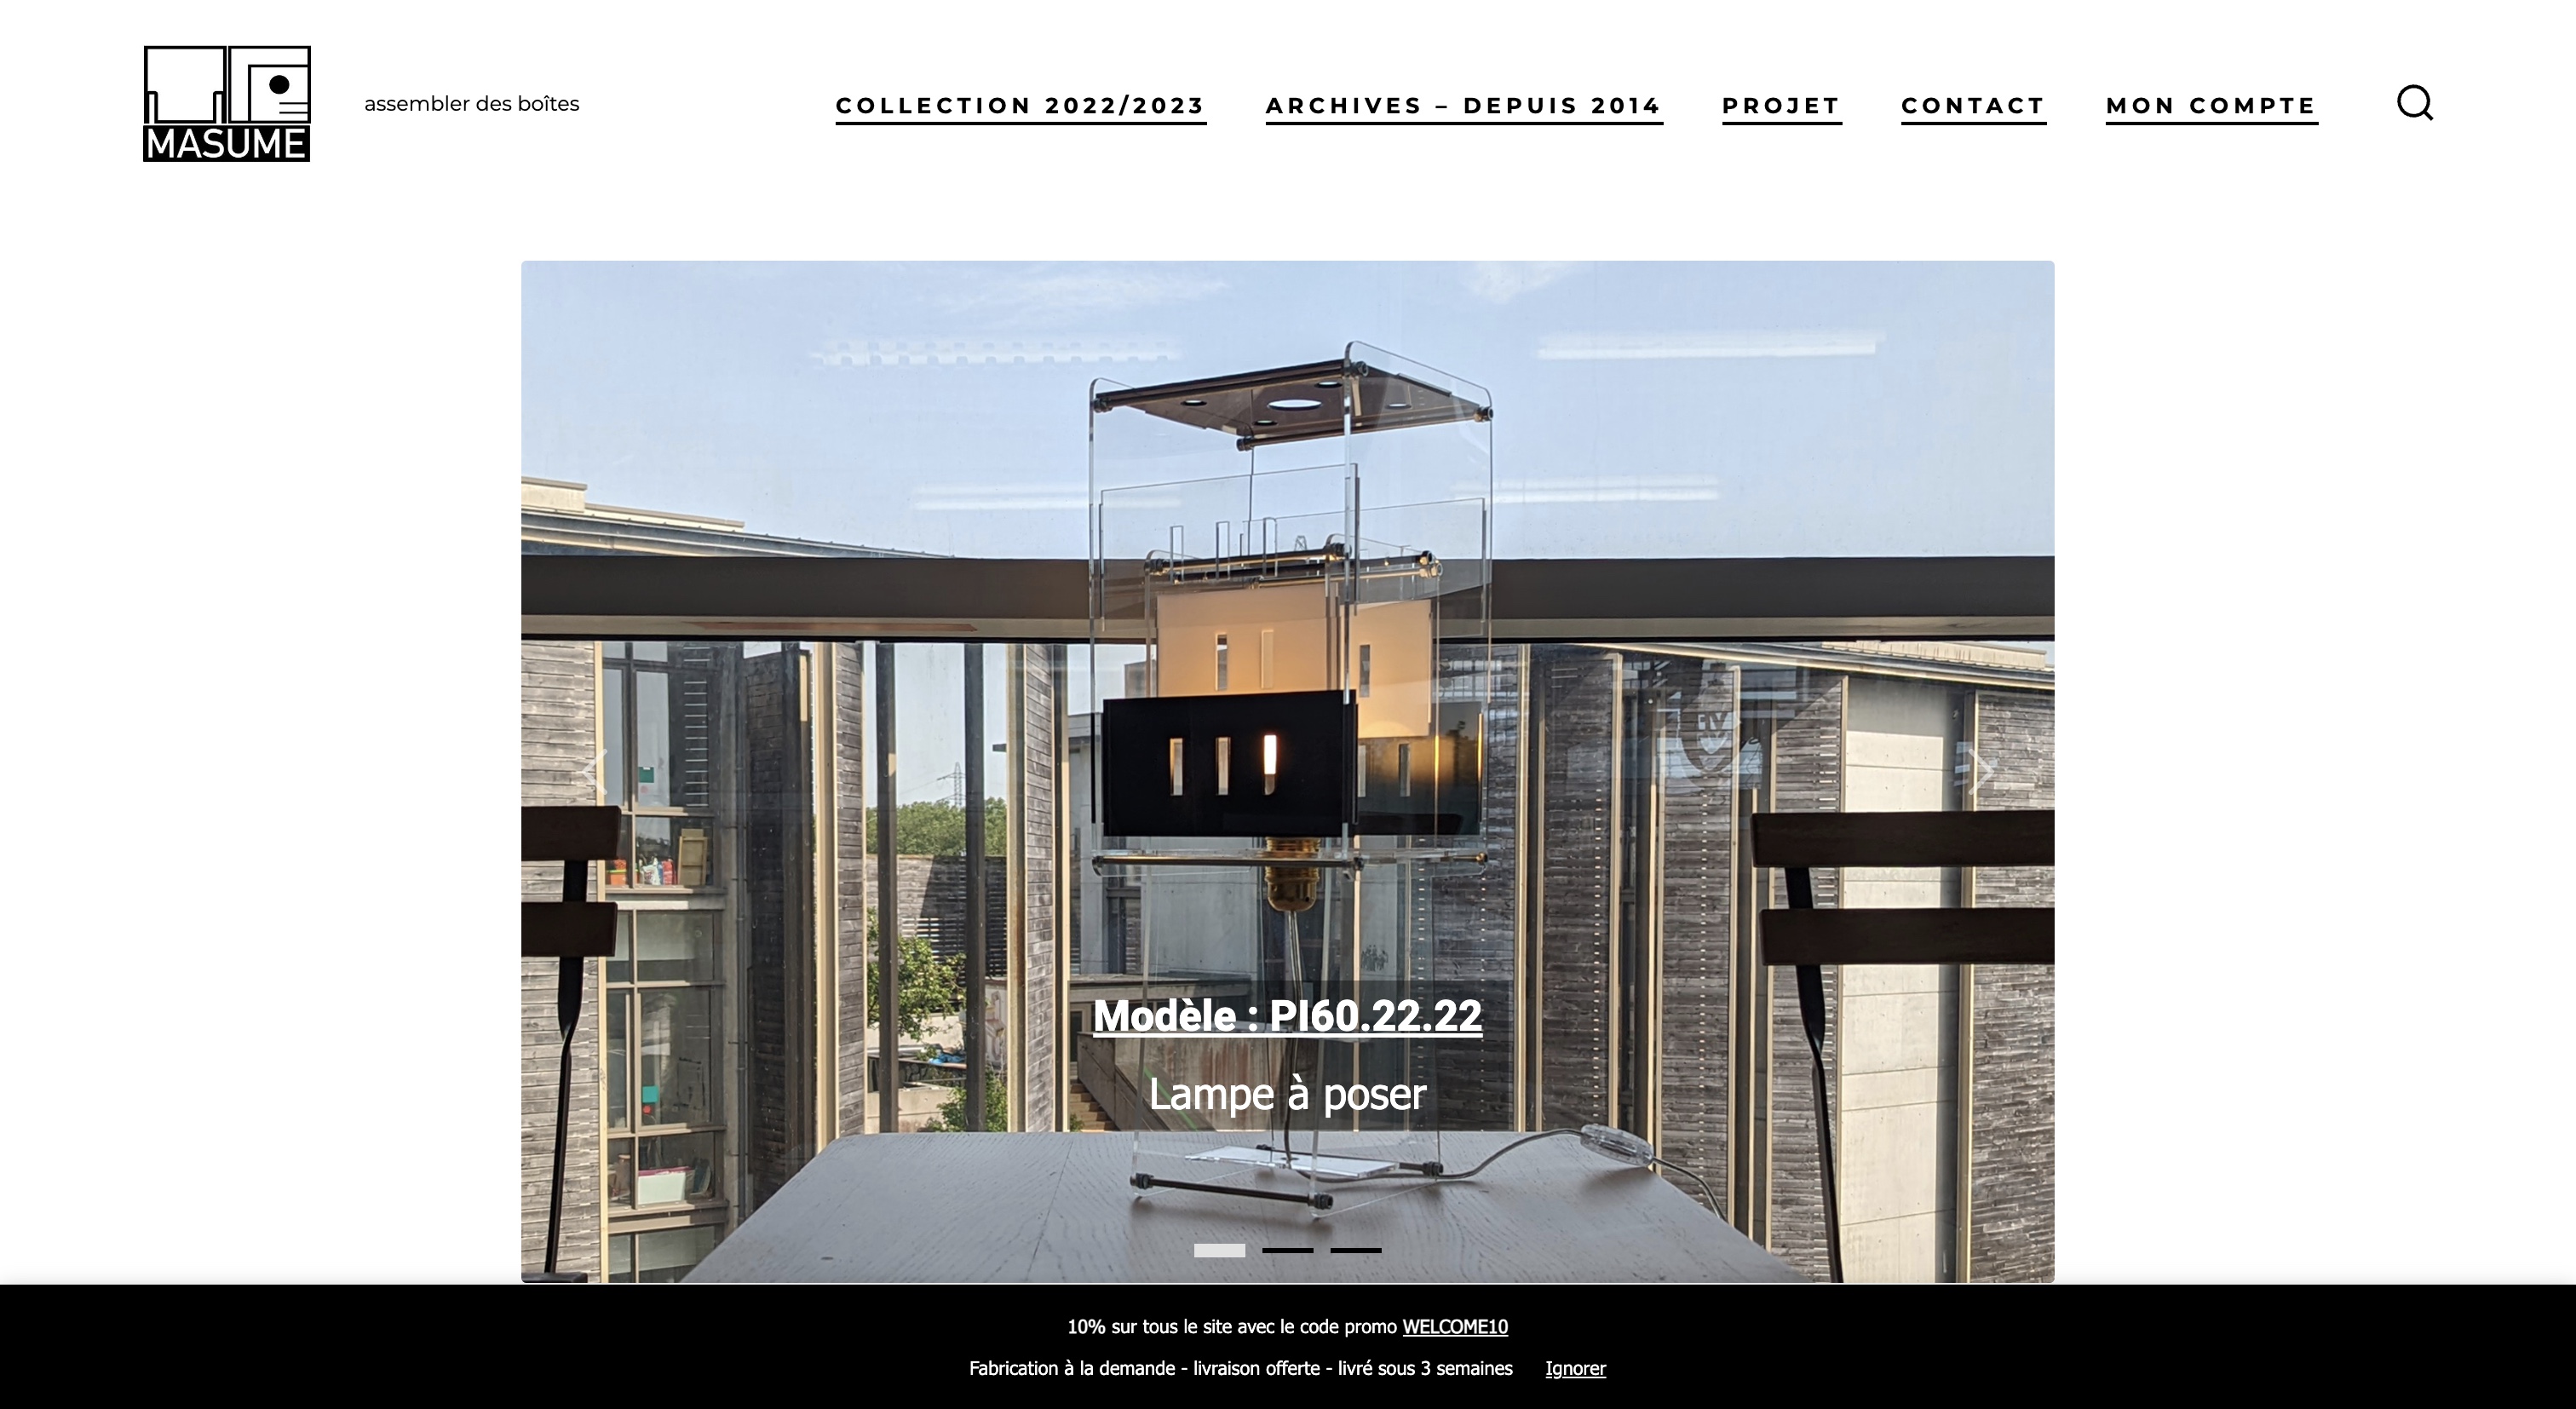 MASUME
assembler des boîtes
COLLECTION 2022/2023
ARCHIVES – DEPUIS 2014
PROJET
CONTACT
MON COMPTE
Modèle : PI60.22.22
Lampe à poser
10% sur tous le site avec le code promo WELCOME10
Fabrication à la demande - livraison offerte - livré sous 3 semaines Ignorer